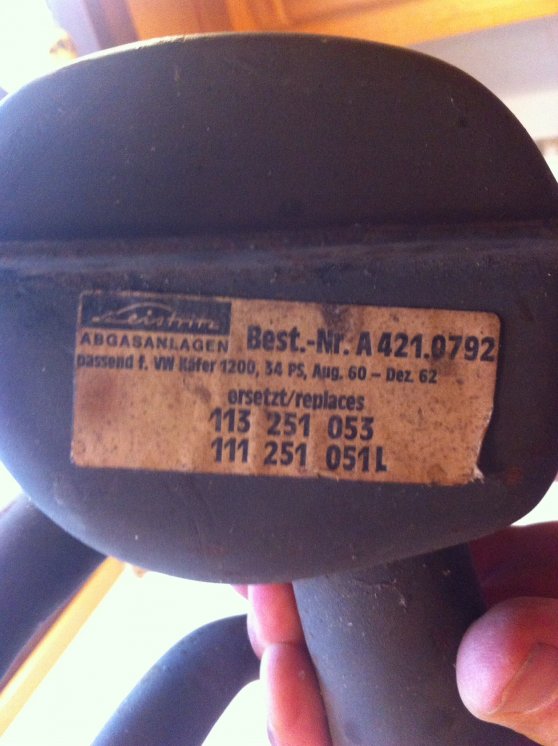 Leistritz
ABGASANLAGEN Best.-Nr. A 421.0792
passend f. VW Käfer 1200, 34 PS, Aug. 60 – Dez. 62
ersetzt/replaces
113 251 053
111 251 051L